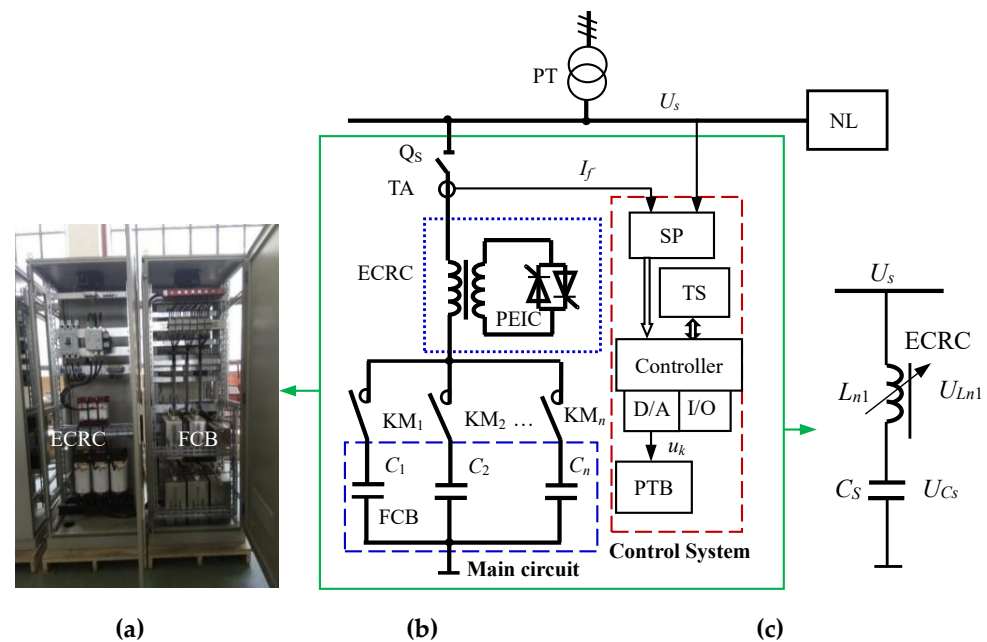 PT
U_s
NL
Q_S
TA
I_f
SP
ECRC
PEIC
TS
Controller
D/A I/O
KM_1 KM_2 … KM_n
u_k
C_1 C_2 C_n
PTB
FCB
Main circuit
Control System
ECRC
FCB
U_s
ECRC
L_n1
U_Ln1
C_S
U_Cs
(a) (b) (c)